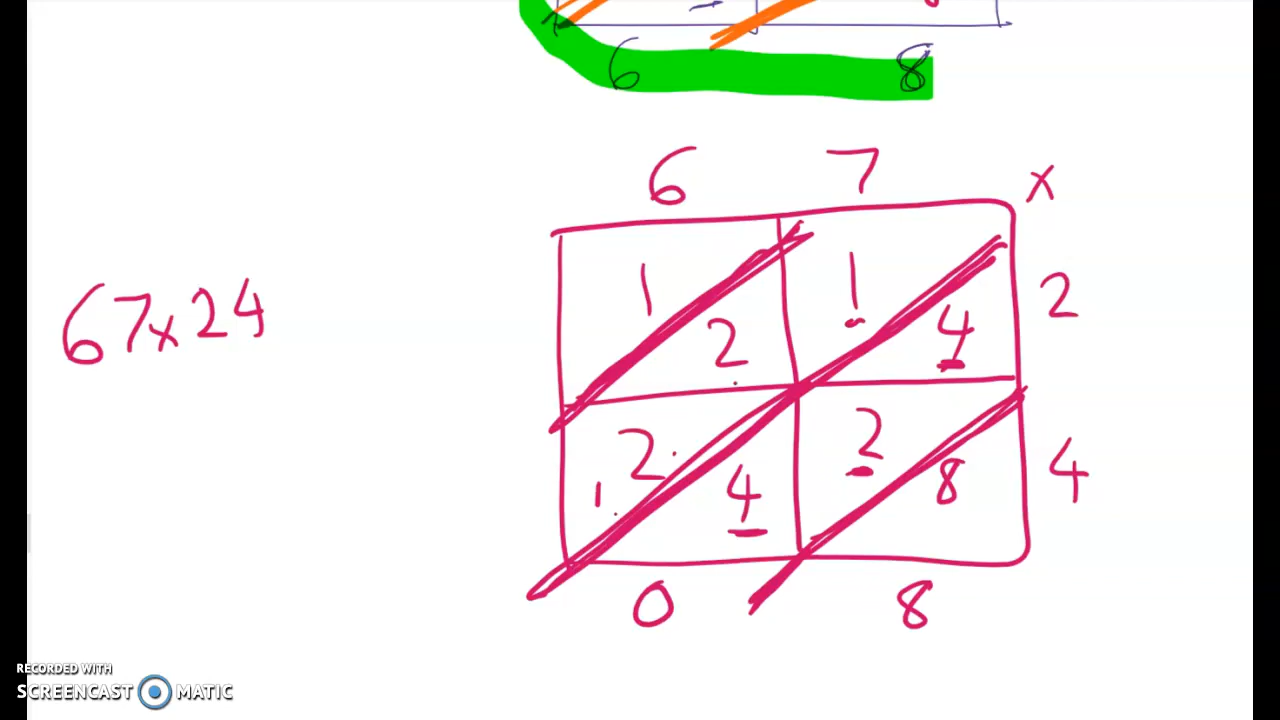 6 8
6 7 x
67x24
1 2 1 4 2
2 1 4 2 8 4
0 8
RECORDED WITH
SCREENCAST MATIC